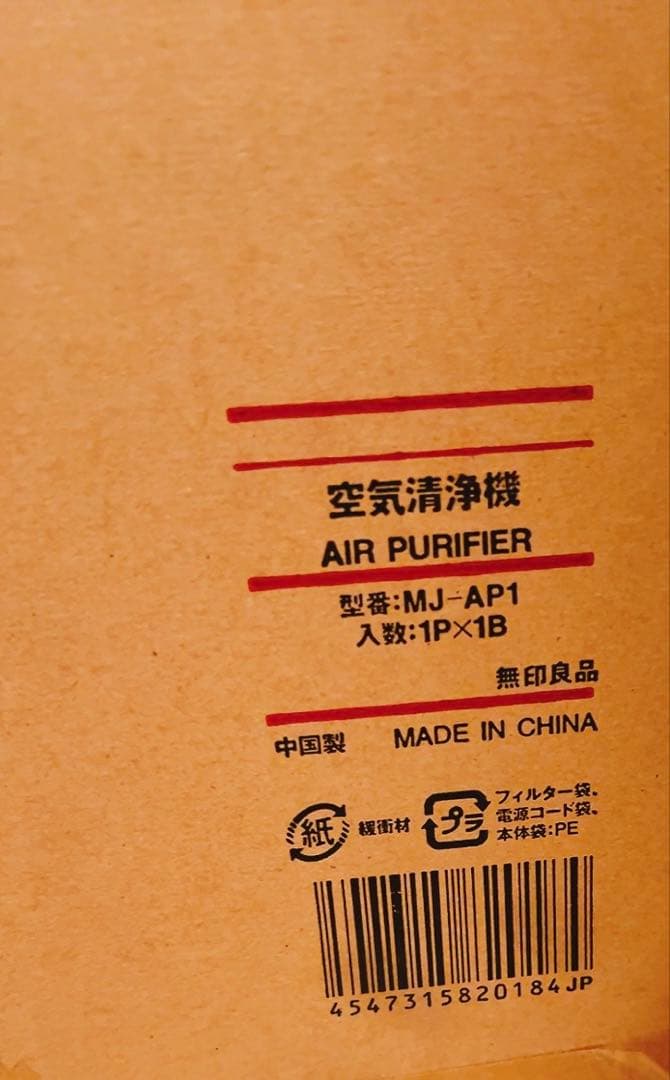 空気清浄機
AIR PURIFIER
型番:MJ-AP1
入数:1P×1B
無印良品
中国製 MADE IN CHINA
紙 緩衝材
プラ
フィルター袋、
電源コード袋、
本体袋:PE
4547315820184JP